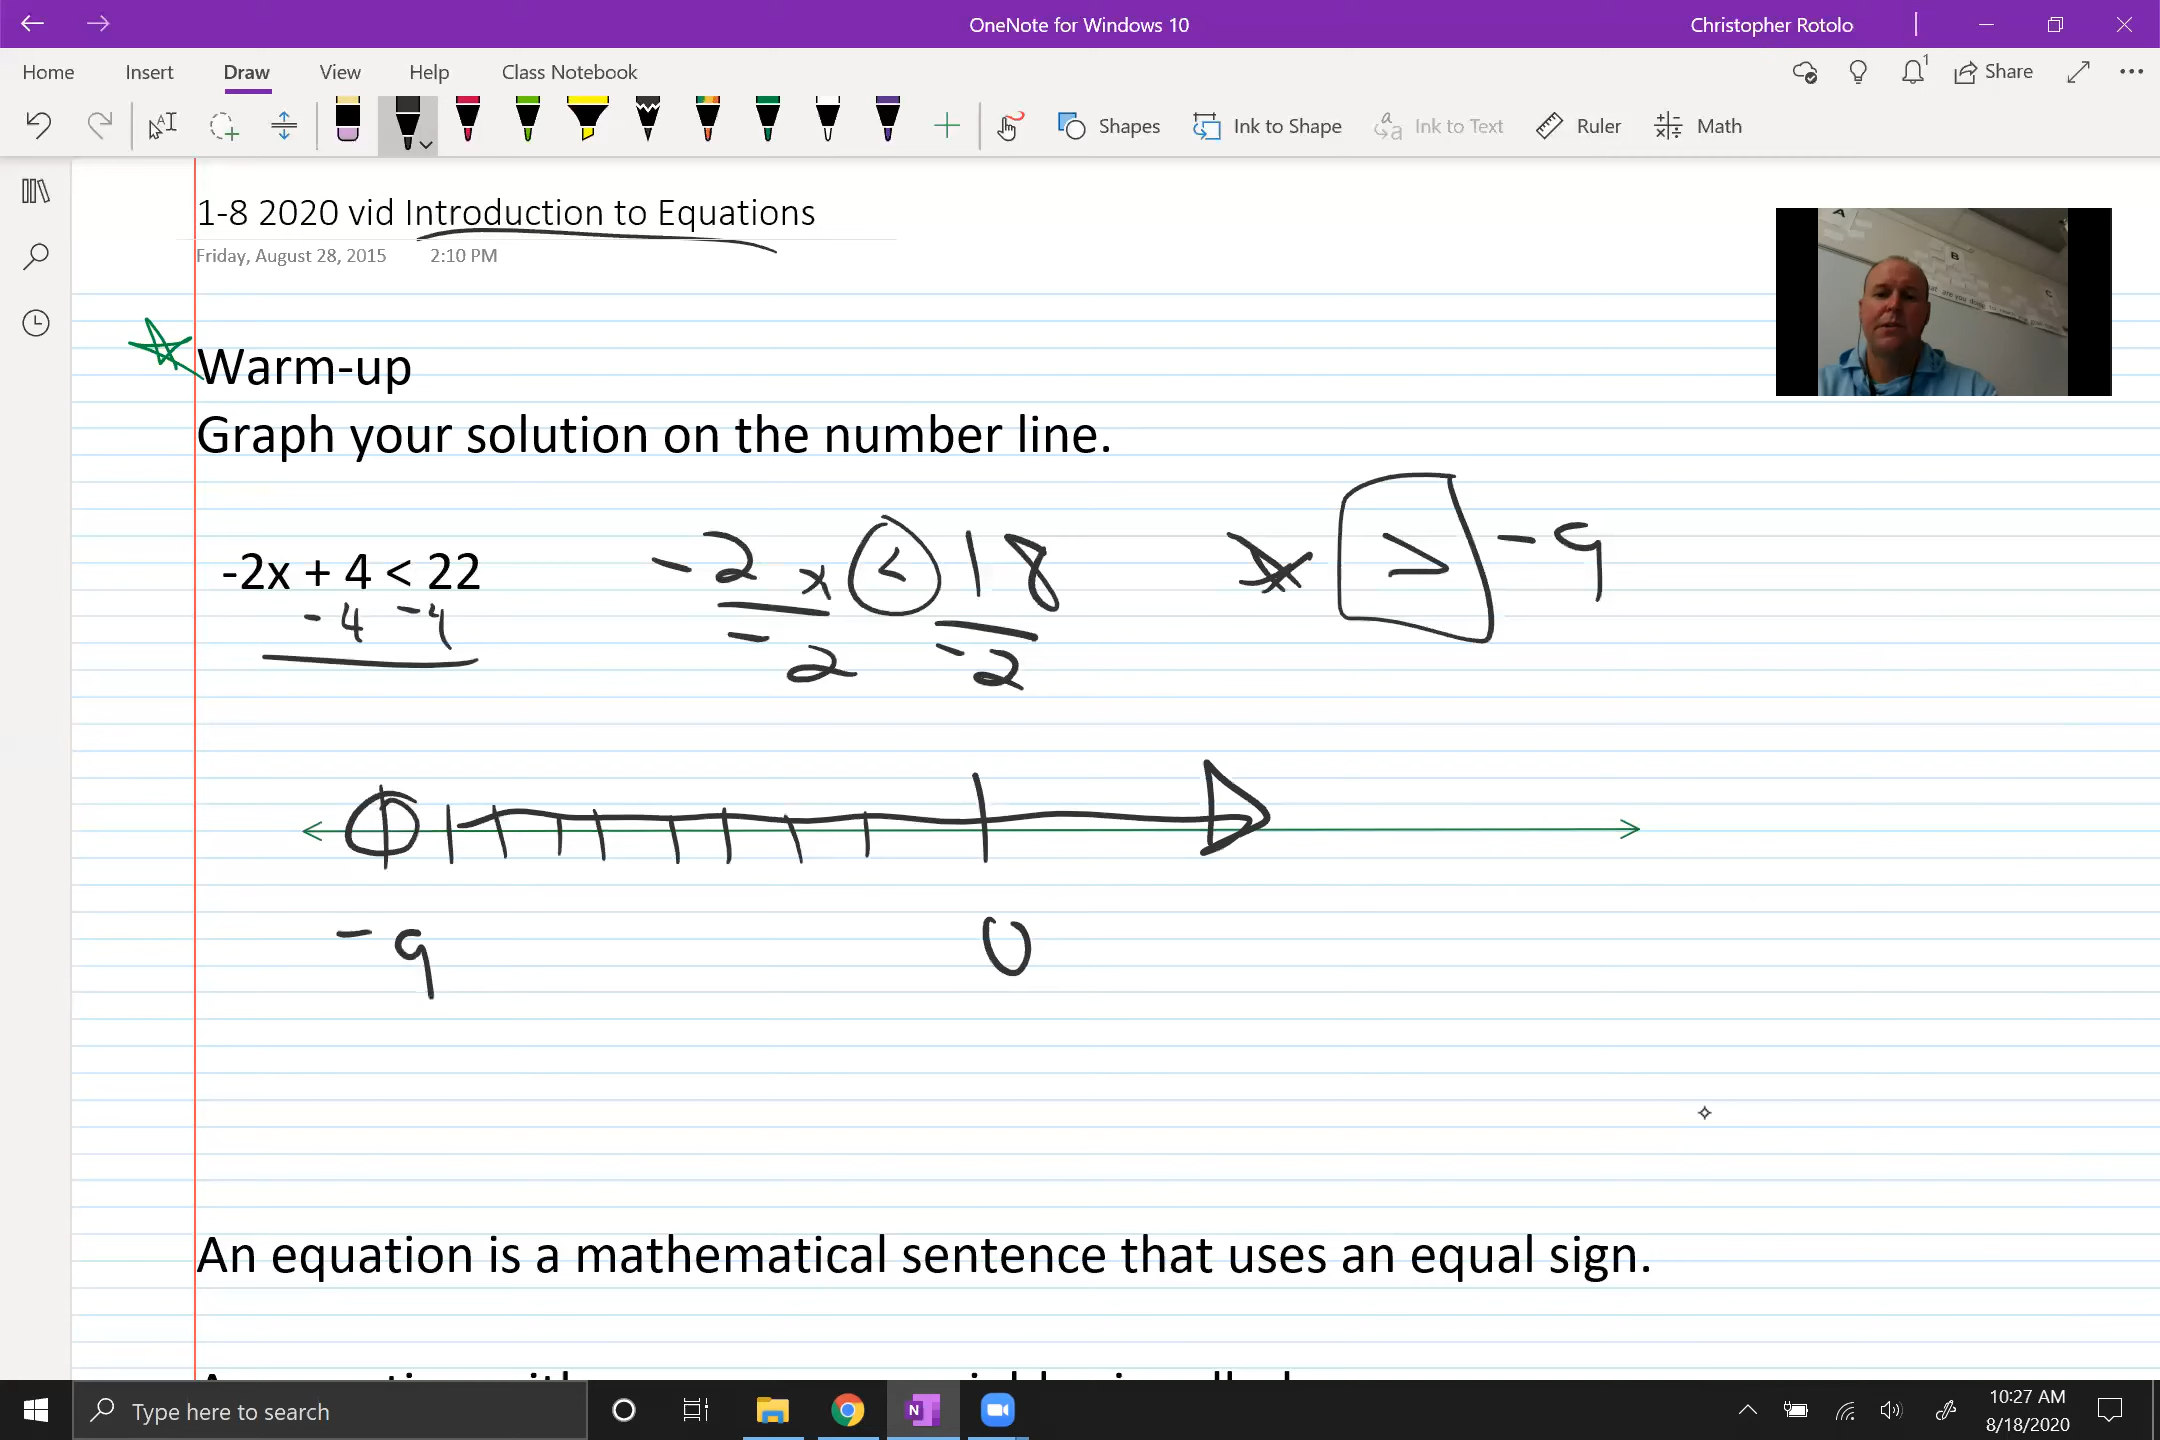 OneNote for Windows 10
Christopher Rotolo
Home Insert Draw View Help Class Notebook
1
Share
Shapes Ink to Shape Ink to Text Ruler Math
1-8 2020 vid Introduction to Equations
Friday, August 28, 2015 2:10 PM
A
B
C
Warm-up
Graph your solution on the number line.
-2x + 4 < 22
-4 -4
-2x < 18
-2 -2
x > -9
-9 0
An equation is a mathematical sentence that uses an equal sign.
Type here to search
N
10:27 AM
8/18/2020